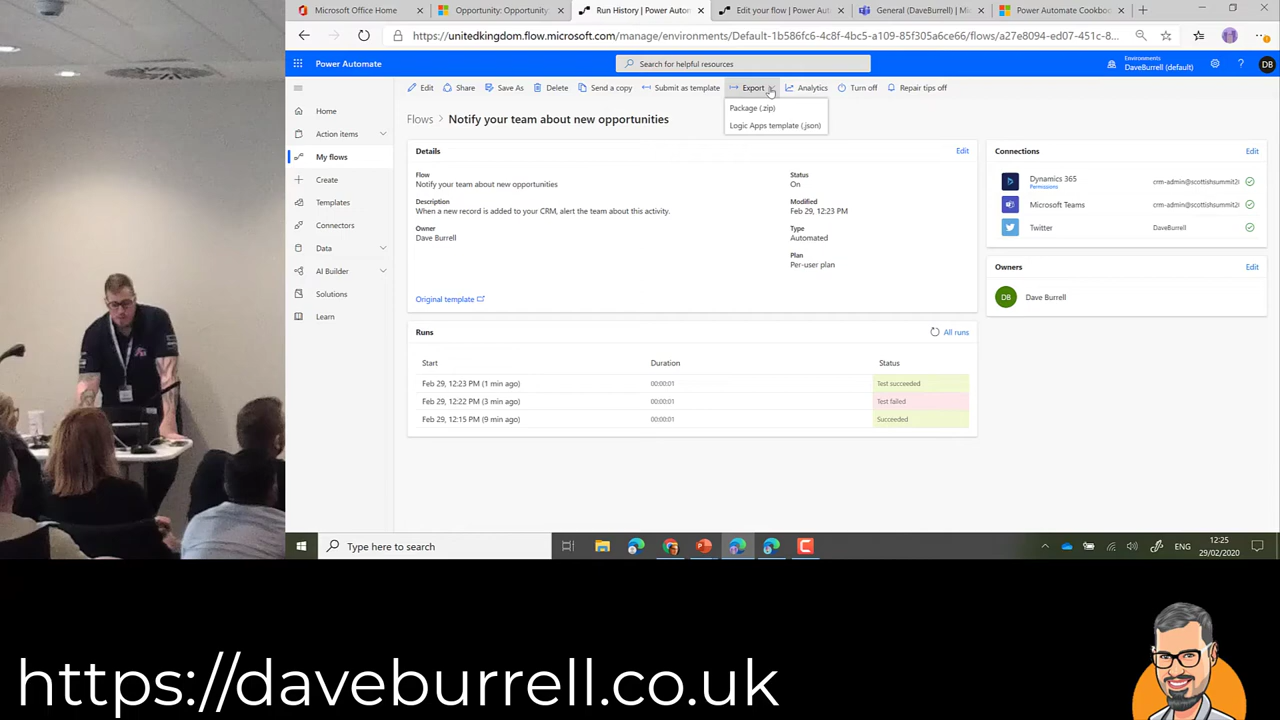 Microsoft Office Home
Opportunity: Opportunity
Run History | Power Autom
Edit your flow | Power Aut
General (DaveBurrell) | Mi
Power Automate Cookbo
https://unitedkingdom.flow.microsoft.com/manage/environments/Default-1b586fc6-4c8f-4bc5-a109-85f305a6ce66/flows/a27e8094-ed07-451c-8...
Power Automate
Search for helpful resources
Environments
DaveBurrell (default)
DB
Edit
Share
Save As
Delete
Send a copy
Submit as template
Export
Analytics
Turn off
Repair tips off
Package (.zip)
Logic Apps template (.json)
Home
Action items
My flows
Create
Templates
Connectors
Data
AI Builder
Solutions
Learn
Flows > Notify your team about new opportunities
Details
Edit
Flow
Notify your team about new opportunities
Description
When a new record is added to your CRM, alert the team about this activity.
Owner
Dave Burrell
Status
On
Modified
Feb 29, 12:23 PM
Type
Automated
Plan
Per-user plan
Original template
Connections
Edit
Dynamics 365
Permissions
crm-admin@scottishsummit2
Microsoft Teams
crm-admin@scottishsummit2
Twitter
DaveBurrell
Owners
Edit
DB
Dave Burrell
Runs
All runs
Start
Duration
Status
Feb 29, 12:23 PM (1 min ago)
00:00:01
Test succeeded
Feb 29, 12:22 PM (3 min ago)
00:00:01
Test failed
Feb 29, 12:15 PM (9 min ago)
00:00:01
Succeeded
Type here to search
ENG
12:25
29/02/2020
https://daveburrell.co.uk